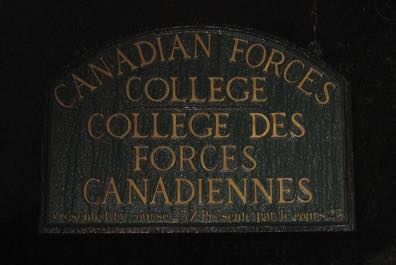 CANADIAN FORCES
COLLEGE
COLLEGE DES
FORCES
CANADIENNES
Presented by course 23 / Présenté par le cours 23